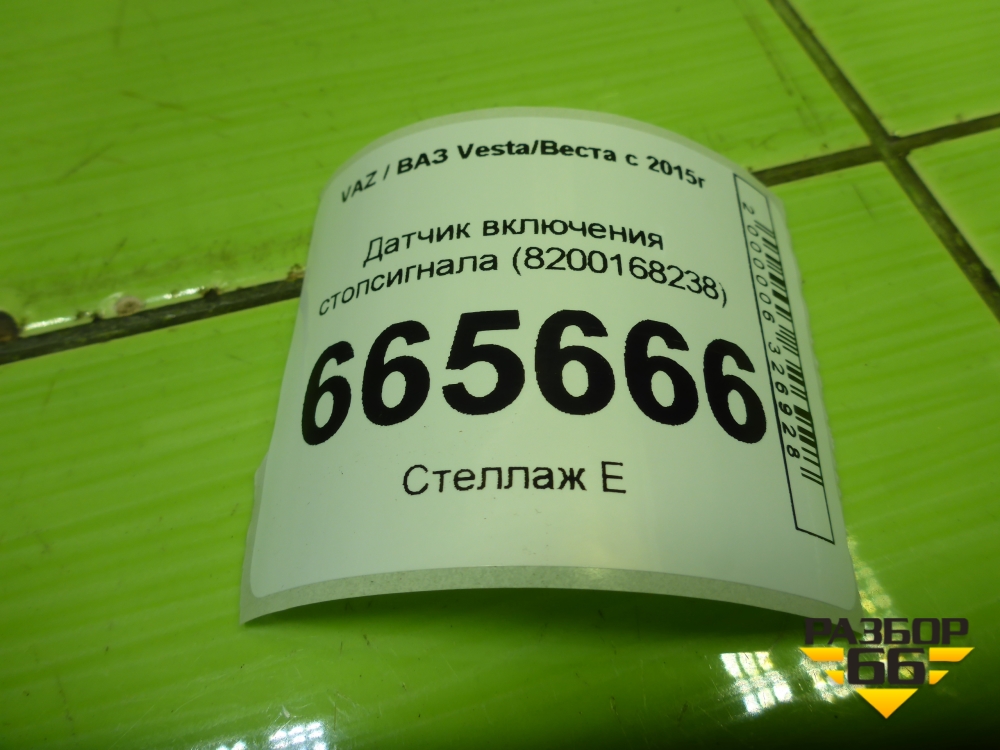 VAZ / ВАЗ Vesta/Веста с 2015г
Датчик включения
стопсигнала (8200168238)
665666
Стеллаж Е
2000006326928
РАЗБОР
66